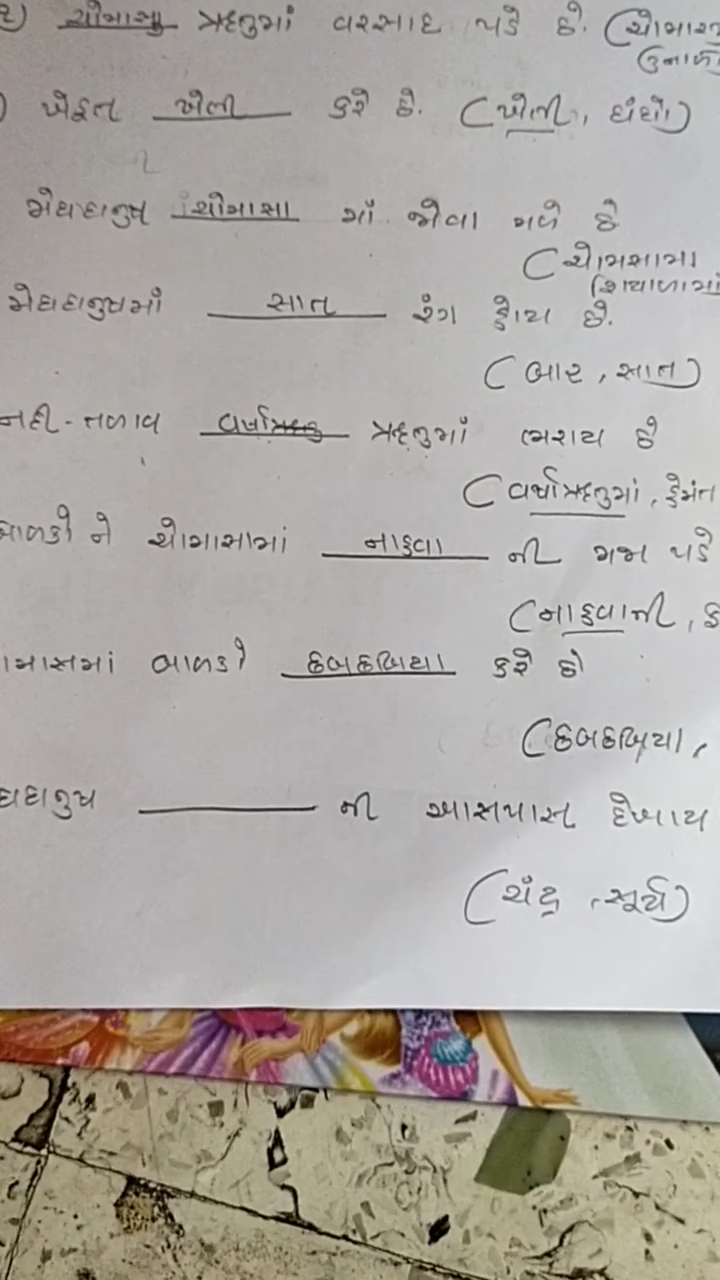 ચોમાસુ ઋતુમાં વરસાદ પડે છે. (ચોમાસુ
ઉનાળ
ખેડૂત ખેતી કરે છે. (ખેતી, ધંધો)
મેઘધનુષ ચોમાસા માં જોવા મળે છે
(ચોમાસામા
શિયાળામાં
મેઘધનુષમાં સાત રંગ હોય છે.
(બાર, સાત)
નદી-તળાવ વર્ષાઋતુ ઋતુમાં ભરાય છે
(વર્ષાઋતુમાં, હેમંત
બાળકો ને ચોમાસામાં નાહવા ની મજા પડે
(નાહવાની,
માસમાં બાળકો છબછબિયા કરે છે
(છબછબિયા,
ઘધનુષ ની આસપાસ દેખાય
(ચંદ્ર, સૂર્ય)